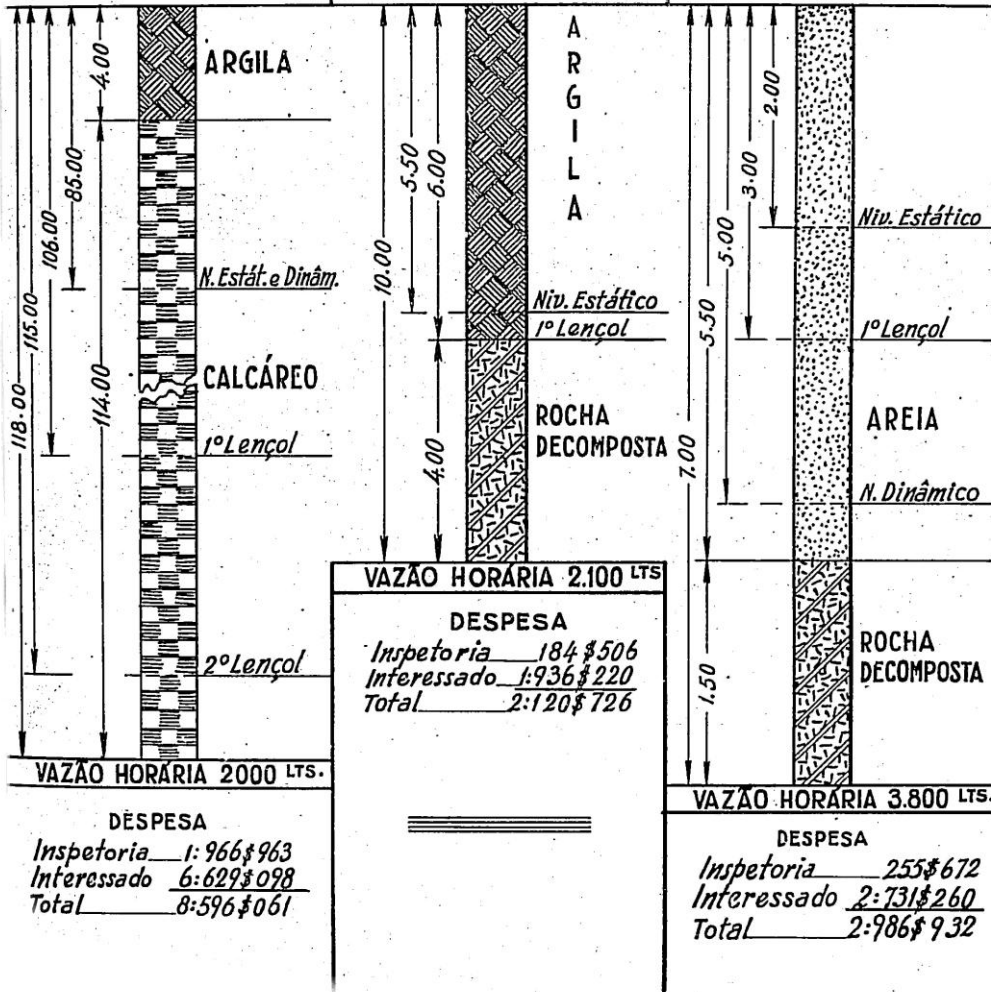 4.00
ARGILA
85.00
106.00
115.00
118.00
114.00
N. Estát. e Dinâm.
CALCÁREO
1º Lençol
2º Lençol
VAZÃO HORÁRIA 2000 LTS.
DESPESA
Inspetoria 1:966$963
Interessado 6:629$098
Total 8:596$061
ARGILA
5.50
6.00
10.00
Niv. Estático
1º Lençol
4.00
ROCHA
DECOMPOSTA
VAZÃO HORÁRIA 2.100 LTS
DESPESA
Inspetoria 184$506
Interessado 1:936$220
Total 2:120$726
2.00
3.00
5.00
5.50
7.00
Niv. Estático
1º Lençol
AREIA
N. Dinâmico
1.50
ROCHA
DECOMPOSTA
VAZÃO HORÁRIA 3.800 LTS.
DESPESA
Inspetoria 255$672
Interessado 2:731$260
Total 2:986$932